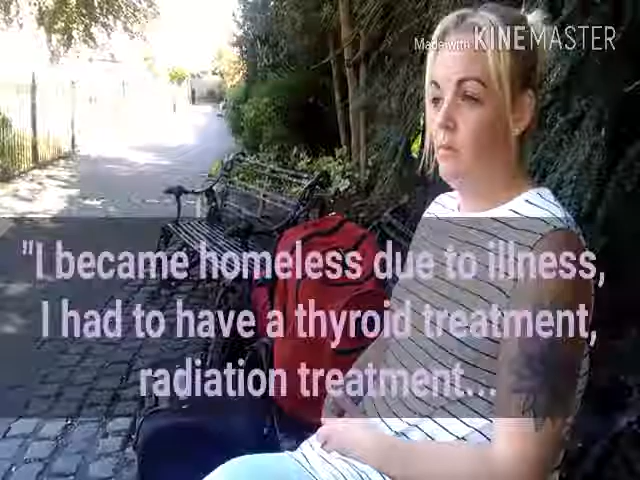 Made with KINEMASTER
"I became homeless due to illness,
I had to have a thyroid treatment,
radiation treatment...